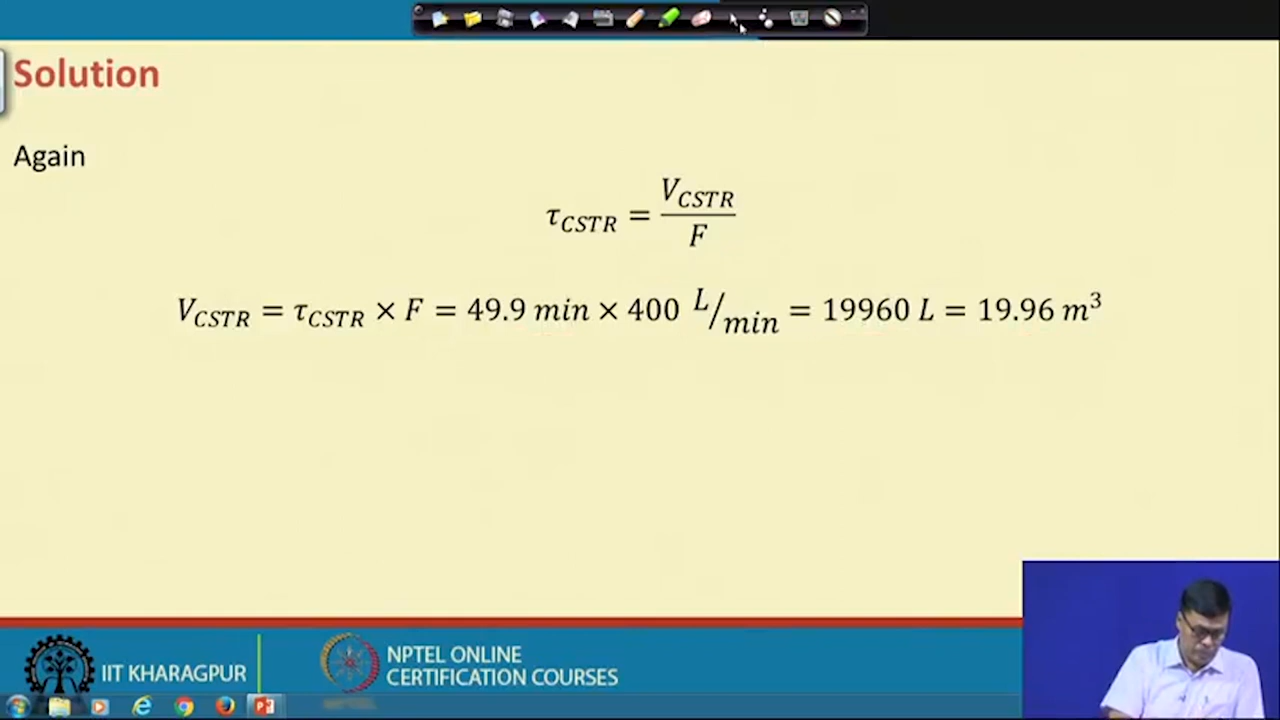 Solution
Again
τ_CSTR = V_CSTR / F
V_CSTR = τ_CSTR × F = 49.9 min × 400 L/min = 19960 L = 19.96 m³
IIT KHARAGPUR
NPTEL ONLINE
CERTIFICATION COURSES